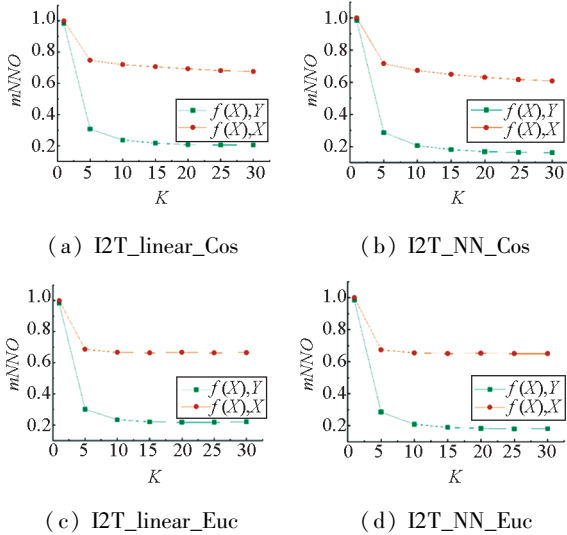 1.0
0.8
0.6
0.4
0.2
mNNO
f(X),Y
f(X),X
0 5 10 15 20 25 30
K
(a) I2T_linear_Cos
1.0
0.8
0.6
0.4
0.2
mNNO
f(X),Y
f(X),X
0 5 10 15 20 25 30
K
(b) I2T_NN_Cos
1.0
0.8
0.6
0.4
0.2
mNNO
f(X),Y
f(X),X
0 5 10 15 20 25 30
K
(c) I2T_linear_Euc
1.0
0.8
0.6
0.4
0.2
mNNO
f(X),Y
f(X),X
0 5 10 15 20 25 30
K
(d) I2T_NN_Euc